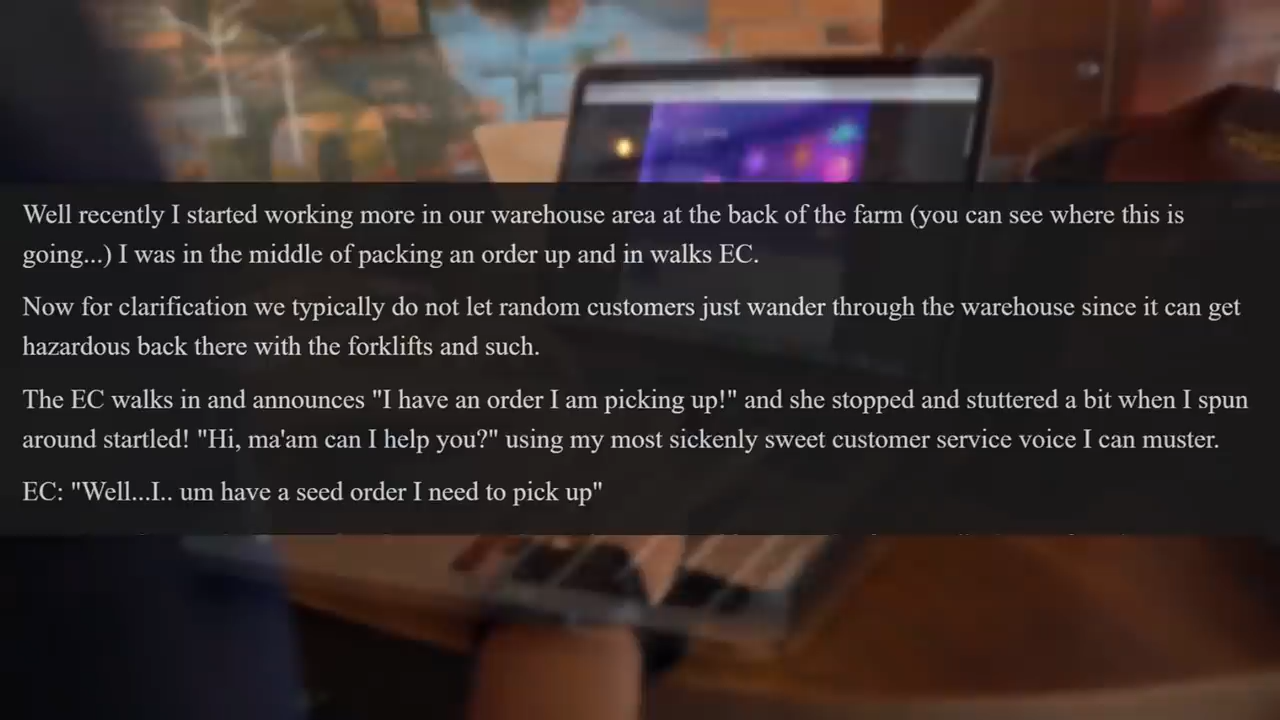 Well recently I started working more in our warehouse area at the back of the farm (you can see where this is
going...) I was in the middle of packing an order up and in walks EC.
Now for clarification we typically do not let random customers just wander through the warehouse since it can get
hazardous back there with the forklifts and such.
The EC walks in and announces "I have an order I am picking up!" and she stopped and stuttered a bit when I spun
around startled! "Hi, ma'am can I help you?" using my most sickenly sweet customer service voice I can muster.
EC: "Well...I.. um have a seed order I need to pick up"